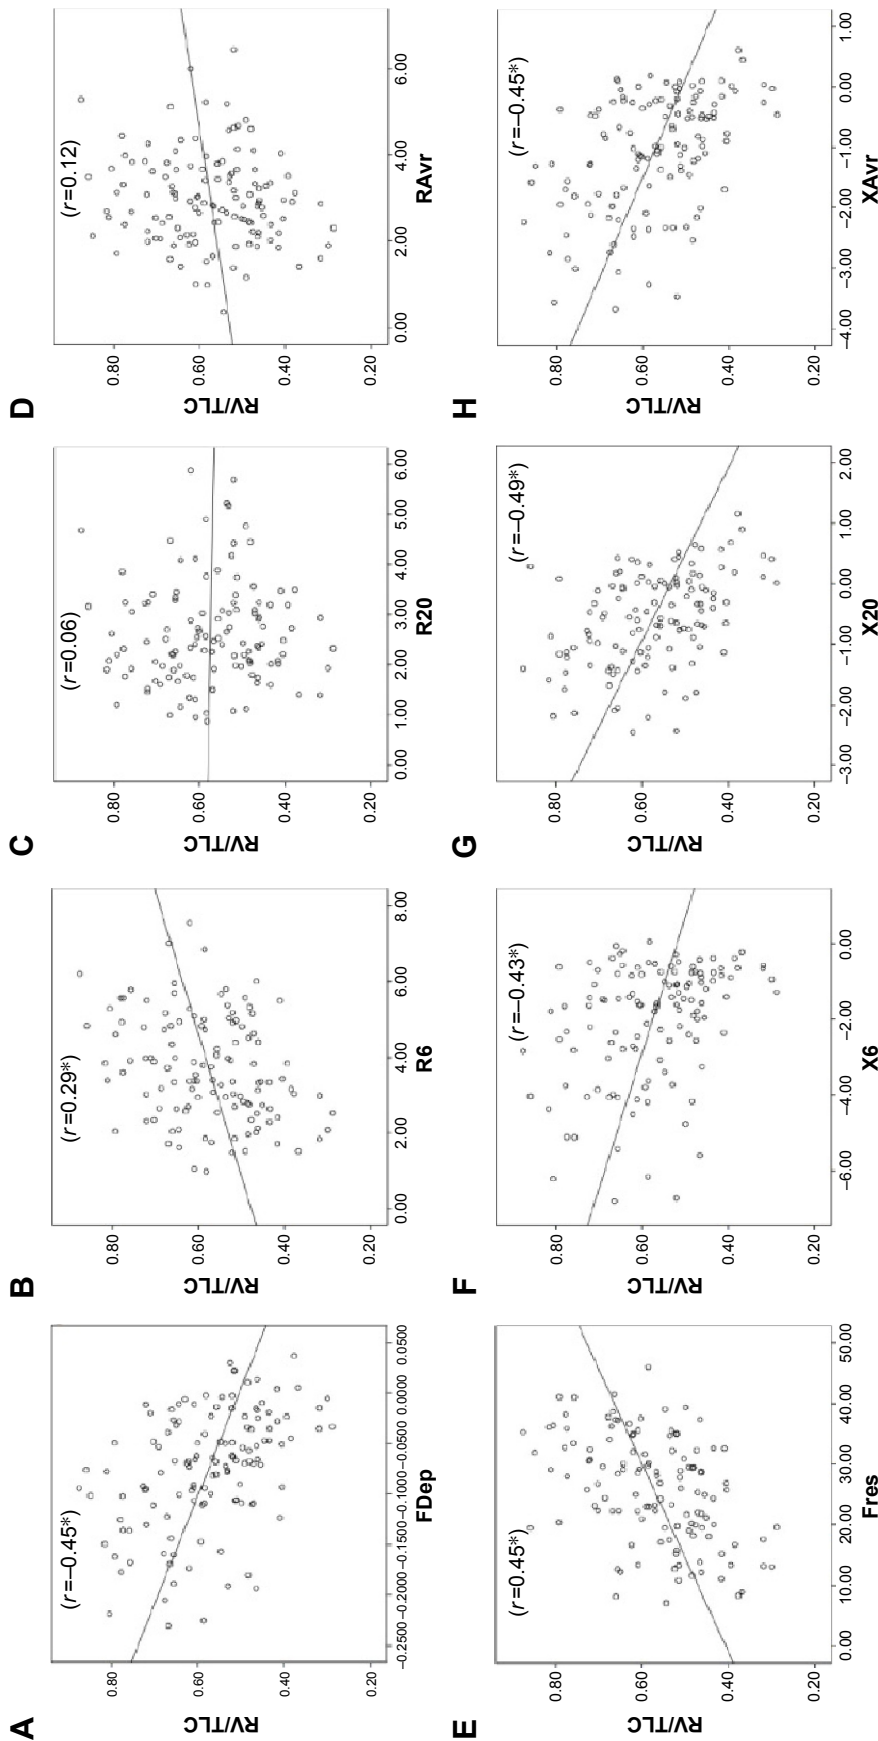 A
(r=–0.45*)
0.80
0.60
0.40
0.20
RV/TLC
–0.2500 –0.2000 –0.1500 –0.1000 –0.0500 0.0000 0.0500
FDep
B
(r=0.29*)
0.80
0.60
0.40
0.20
RV/TLC
0.00 2.00 4.00 6.00 8.00
R6
C
(r=0.06)
0.80
0.60
0.40
0.20
RV/TLC
0.00 1.00 2.00 3.00 4.00 5.00 6.00
R20
D
(r=0.12)
0.80
0.60
0.40
0.20
RV/TLC
0.00 2.00 4.00 6.00
RAvr
E
(r=0.45*)
0.80
0.60
0.40
0.20
RV/TLC
0.00 10.00 20.00 30.00 40.00 50.00
Fres
F
(r=–0.43*)
0.80
0.60
0.40
0.20
RV/TLC
–6.00 –4.00 –2.00 0.00
X6
G
(r=–0.49*)
0.80
0.60
0.40
0.20
RV/TLC
–3.00 –2.00 –1.00 0.00 1.00 2.00
X20
H
(r=–0.45*)
0.80
0.60
0.40
0.20
RV/TLC
–4.00 –3.00 –2.00 –1.00 0.00 1.00
XAvr